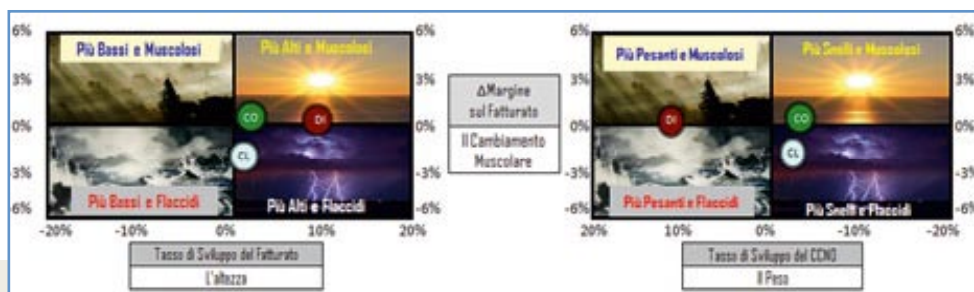 6%
3%
0%
-3%
-6%
Più Bassi e Muscolosi
Più Alti e Muscolosi
CO
DI
CL
Più Bassi e Flaccidi
Più Alti e Flaccidi
6%
3%
0%
-3%
-6%
-20%
-10%
0%
10%
20%
Tasso di Sviluppo del Fatturato
L'altezza
ΔMargine
sul Fatturato
Il Cambiamento
Muscolare
6%
3%
0%
-3%
-6%
Più Pesanti e Muscolosi
Più Snelli e Muscolosi
DI
CO
CL
Più Pesanti e Flaccidi
Più Snelli e Flaccidi
6%
3%
0%
-3%
-6%
20%
10%
0%
-10%
-20%
Tasso di Sviluppo del CCNO
Il Peso